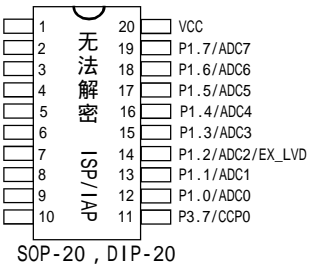 1 20 VCC
2 19 P1.7/ADC7
3 18 P1.6/ADC6
4 17 P1.5/ADC5
5 16 P1.4/ADC4
6 15 P1.3/ADC3
7 14 P1.2/ADC2/EX_LVD
8 13 P1.1/ADC1
9 12 P1.0/ADC0
10 11 P3.7/CCP0
无法解密
ISP/IAP
SOP-20 , DIP-20